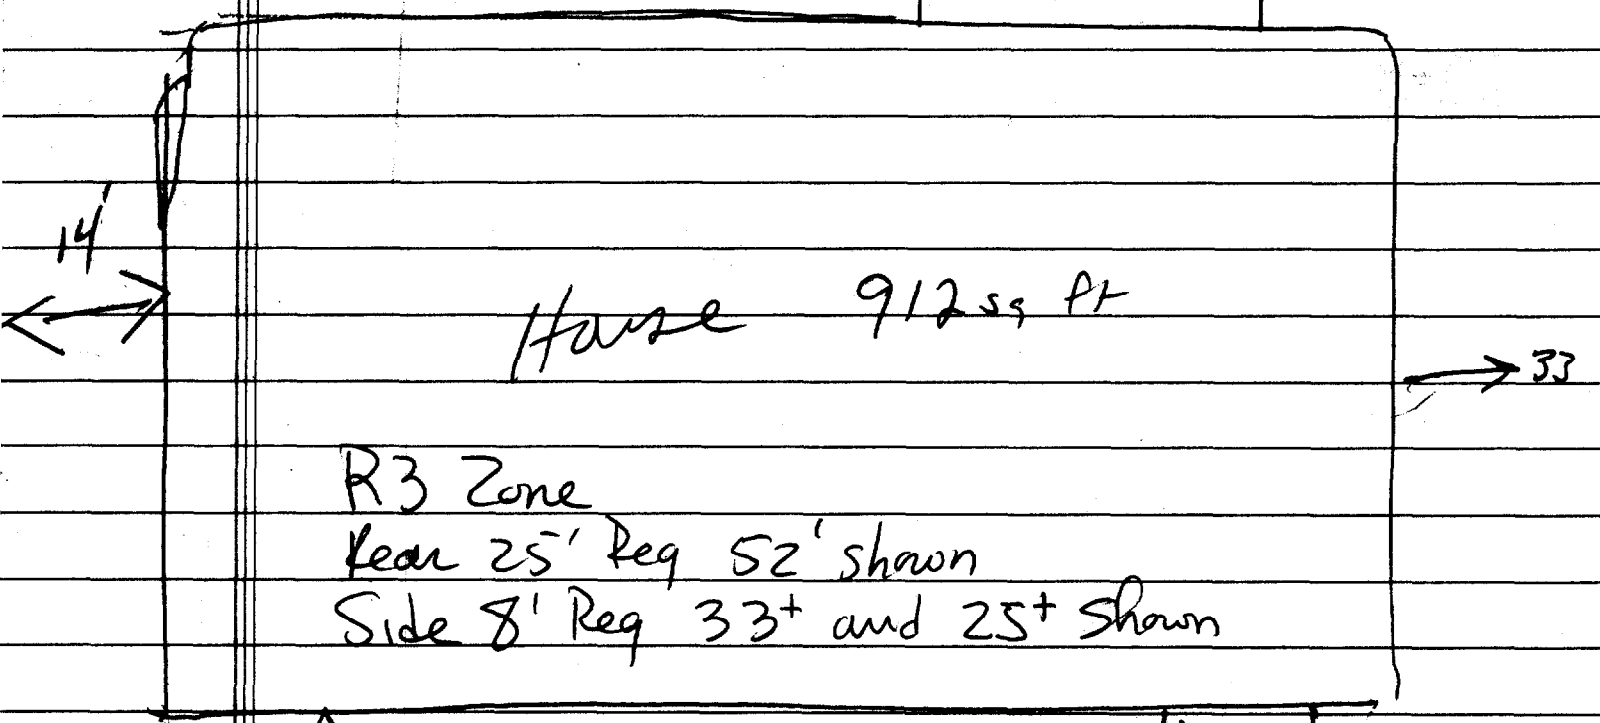 14'
House 912 sq ft
33
R3 Zone
Rear 25' Req 52' shown
Side 8' Req 33+ and 25+ Shown